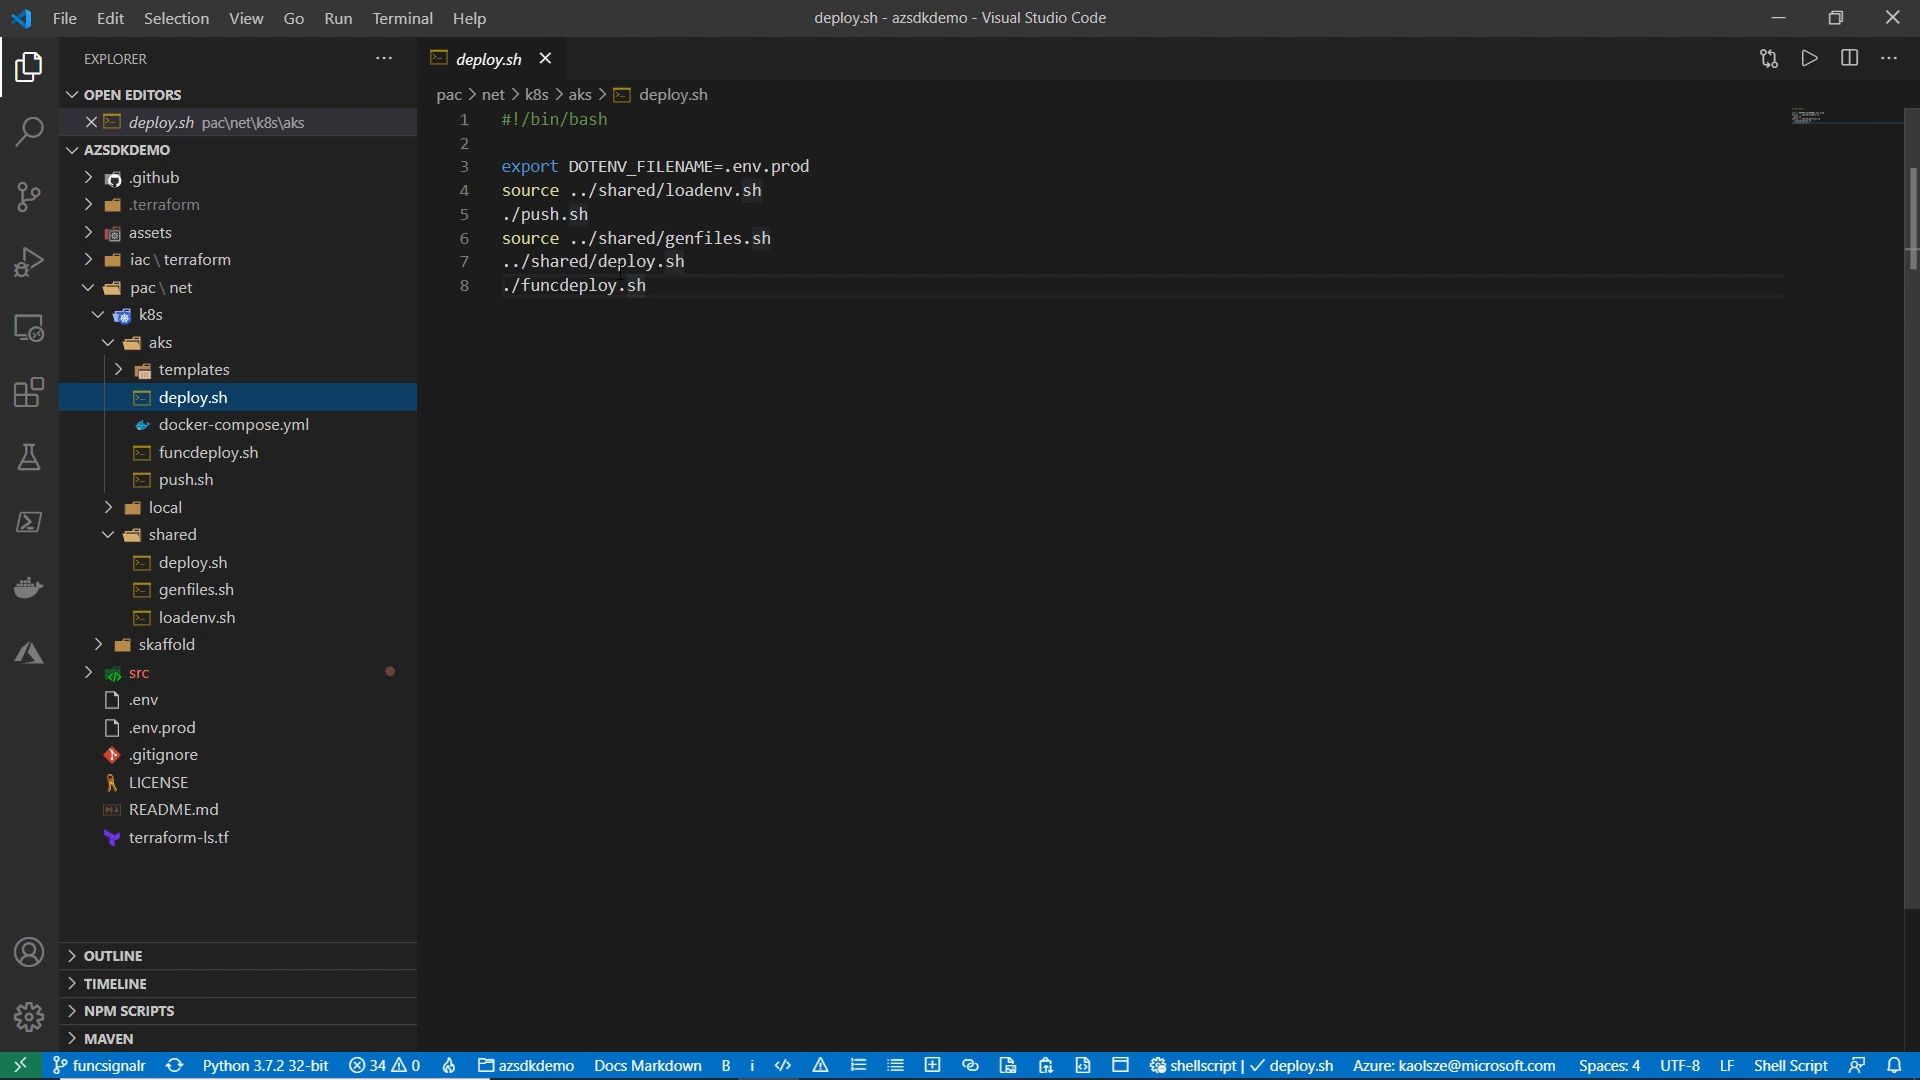 File Edit Selection View Go Run Terminal Help
deploy.sh - azsdkdemo - Visual Studio Code
EXPLORER
OPEN EDITORS
deploy.sh pac\net\k8s\aks
AZSDKDEMO
.github
.terraform
assets
iac \ terraform
pac \ net
k8s
aks
templates
deploy.sh
docker-compose.yml
funcdeploy.sh
push.sh
local
shared
deploy.sh
genfiles.sh
loadenv.sh
skaffold
src
.env
.env.prod
.gitignore
LICENSE
README.md
terraform-ls.tf
OUTLINE
TIMELINE
NPM SCRIPTS
MAVEN
deploy.sh
pac > net > k8s > aks > deploy.sh
1 #!/bin/bash
2
3 export DOTENV_FILENAME=.env.prod
4 source ../shared/loadenv.sh
5 ./push.sh
6 source ../shared/genfiles.sh
7 ../shared/deploy.sh
8 ./funcdeploy.sh
funcsignalr Python 3.7.2 32-bit 34 0 azsdkdemo Docs Markdown B i </> shellscript | ✓ deploy.sh Azure: kaolsze@microsoft.com Spaces: 4 UTF-8 LF Shell Script